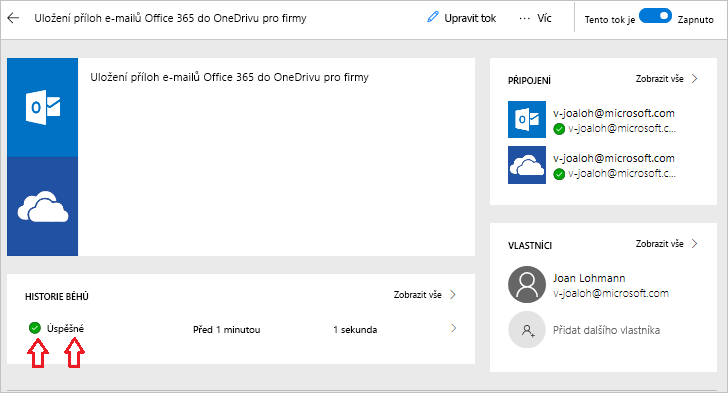 Uložení příloh e-mailů Office 365 do OneDrivu pro firmy
Upravit tok
Víc
Tento tok je
Zapnuto
Uložení příloh e-mailů Office 365 do OneDrivu pro firmy
PŘIPOJENÍ
Zobrazit vše
v-joaloh@microsoft.com
v-joaloh@microsoft.c...
v-joaloh@microsoft.com
v-joaloh@microsoft.c...
VLASTNÍCI
Zobrazit vše
Joan Lohmann
v-joaloh@microsoft.com
Přidat dalšího vlastníka
HISTORIE BĚHŮ
Zobrazit vše
Úspěšné
Před 1 minutou
1 sekunda